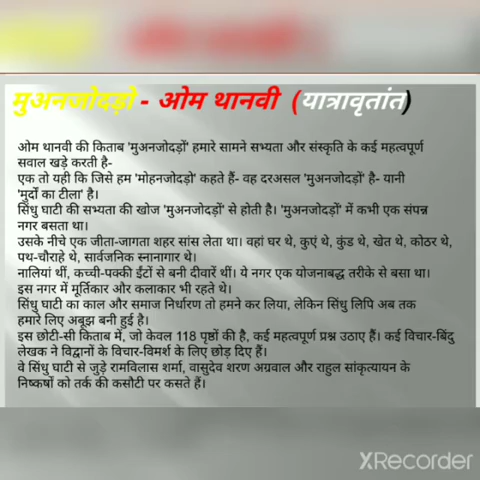 मुअनजोदड़ो - ओम थानवी (यात्रावृतांत)
ओम थानवी की किताब 'मुअनजोदड़ों' हमारे सामने सभ्यता और संस्कृति के कई महत्वपूर्ण
सवाल खड़े करती है-
एक तो यही कि जिसे हम 'मोहनजोदड़ो' कहते हैं- वह दरअसल 'मुअनजोदड़ो' है- यानी
'मुर्दों का टीला' है।
सिंधु घाटी की सभ्यता की खोज 'मुअनजोदड़ों' से होती है। 'मुअनजोदड़ों' में कभी एक संपन्न
नगर बसता था।
उसके नीचे एक जीता-जागता शहर सांस लेता था। वहां घर थे, कुएं थे, कुंड थे, खेत थे, कोठर थे,
पथ-चौराहे थे, सार्वजनिक स्नानागार थे।
नालियां थीं, कच्ची-पक्की ईंटों से बनी दीवारें थीं। ये नगर एक योजनाबद्ध तरीके से बसा था।
इस नगर में मूर्तिकार और कलाकार भी रहते थे।
सिंधु घाटी का काल और समाज निर्धारण तो हमने कर लिया, लेकिन सिंधु लिपि अब तक
हमारे लिए अबूझ बनी हुई है।
इस छोटी-सी किताब में, जो केवल 118 पृष्ठों की है, कई महत्वपूर्ण प्रश्न उठाए हैं। कई विचार-बिंदु
लेखक ने विद्वानों के विचार-विमर्श के लिए छोड़ दिए हैं।
वे सिंधु घाटी से जुड़े रामविलास शर्मा, वासुदेव शरण अग्रवाल और राहुल सांकृत्यायन के
निष्कर्षों को तर्क की कसौटी पर कसते हैं।
XRecorder